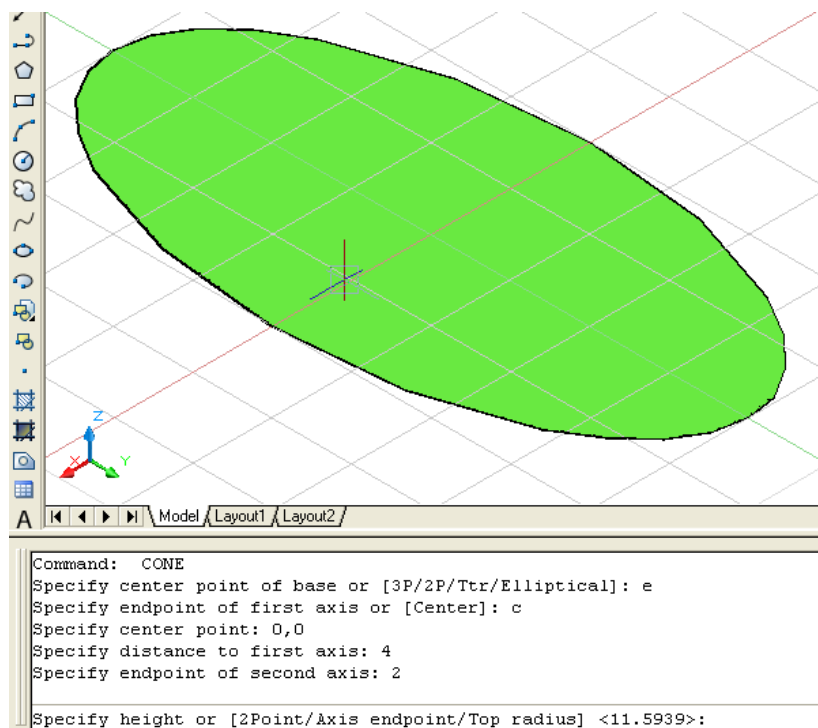 Z
X
Y
A
Model Layout1 Layout2
Command: CONE
Specify center point of base or [3P/2P/Ttr/Elliptical]: e
Specify endpoint of first axis or [Center]: c
Specify center point: 0,0
Specify distance to first axis: 4
Specify endpoint of second axis: 2
Specify height or [2Point/Axis endpoint/Top radius] <11.5939>: